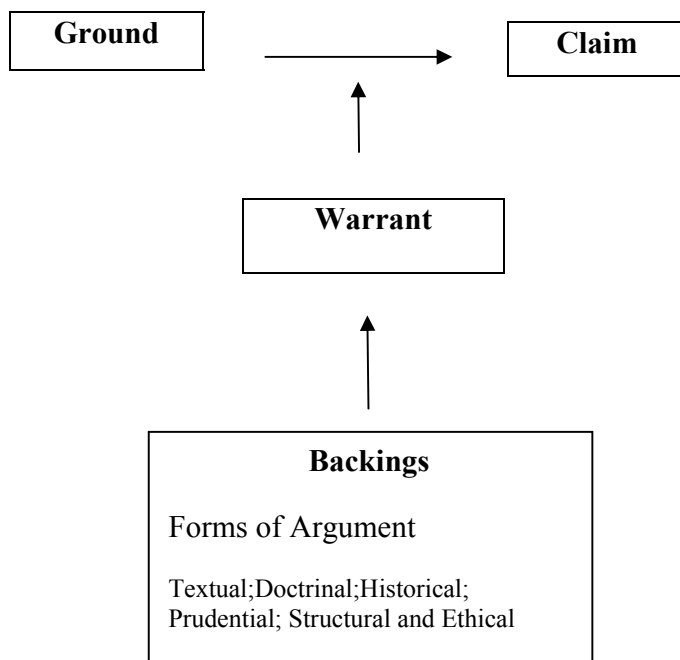 Ground
Claim
Warrant
Backings
Forms of Argument
Textual;Doctrinal;Historical;
Prudential; Structural and Ethical